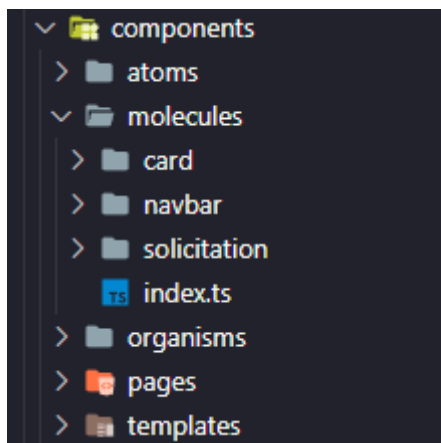 components
atoms
molecules
card
navbar
solicitation
TS index.ts
organisms
pages
templates